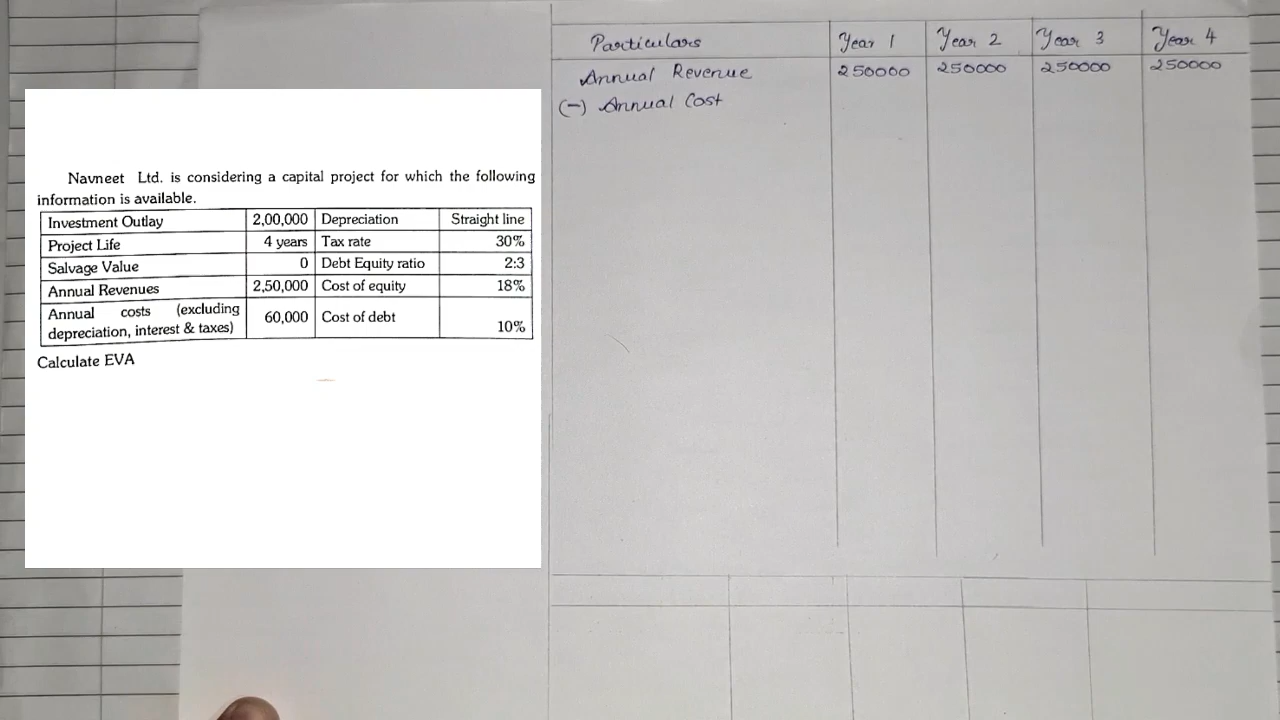 Navneet Ltd. is considering a capital project for which the following
information is available.
Investment Outlay 2,00,000 Depreciation Straight line
Project Life 4 years Tax rate 30%
Salvage Value 0 Debt Equity ratio 2:3
Annual Revenues 2,50,000 Cost of equity 18%
Annual costs (excluding
depreciation, interest & taxes) 60,000 Cost of debt 10%
Calculate EVA
Particulars Year 1 Year 2 Year 3 Year 4
Annual Revenue 250000 250000 250000 250000
(-) Annual Cost